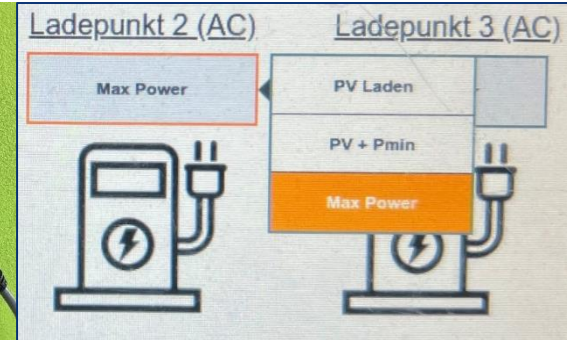 Ladepunkt 2 (AC)
Ladepunkt 3 (AC)
Max Power
PV Laden
PV + Pmin
Max Power